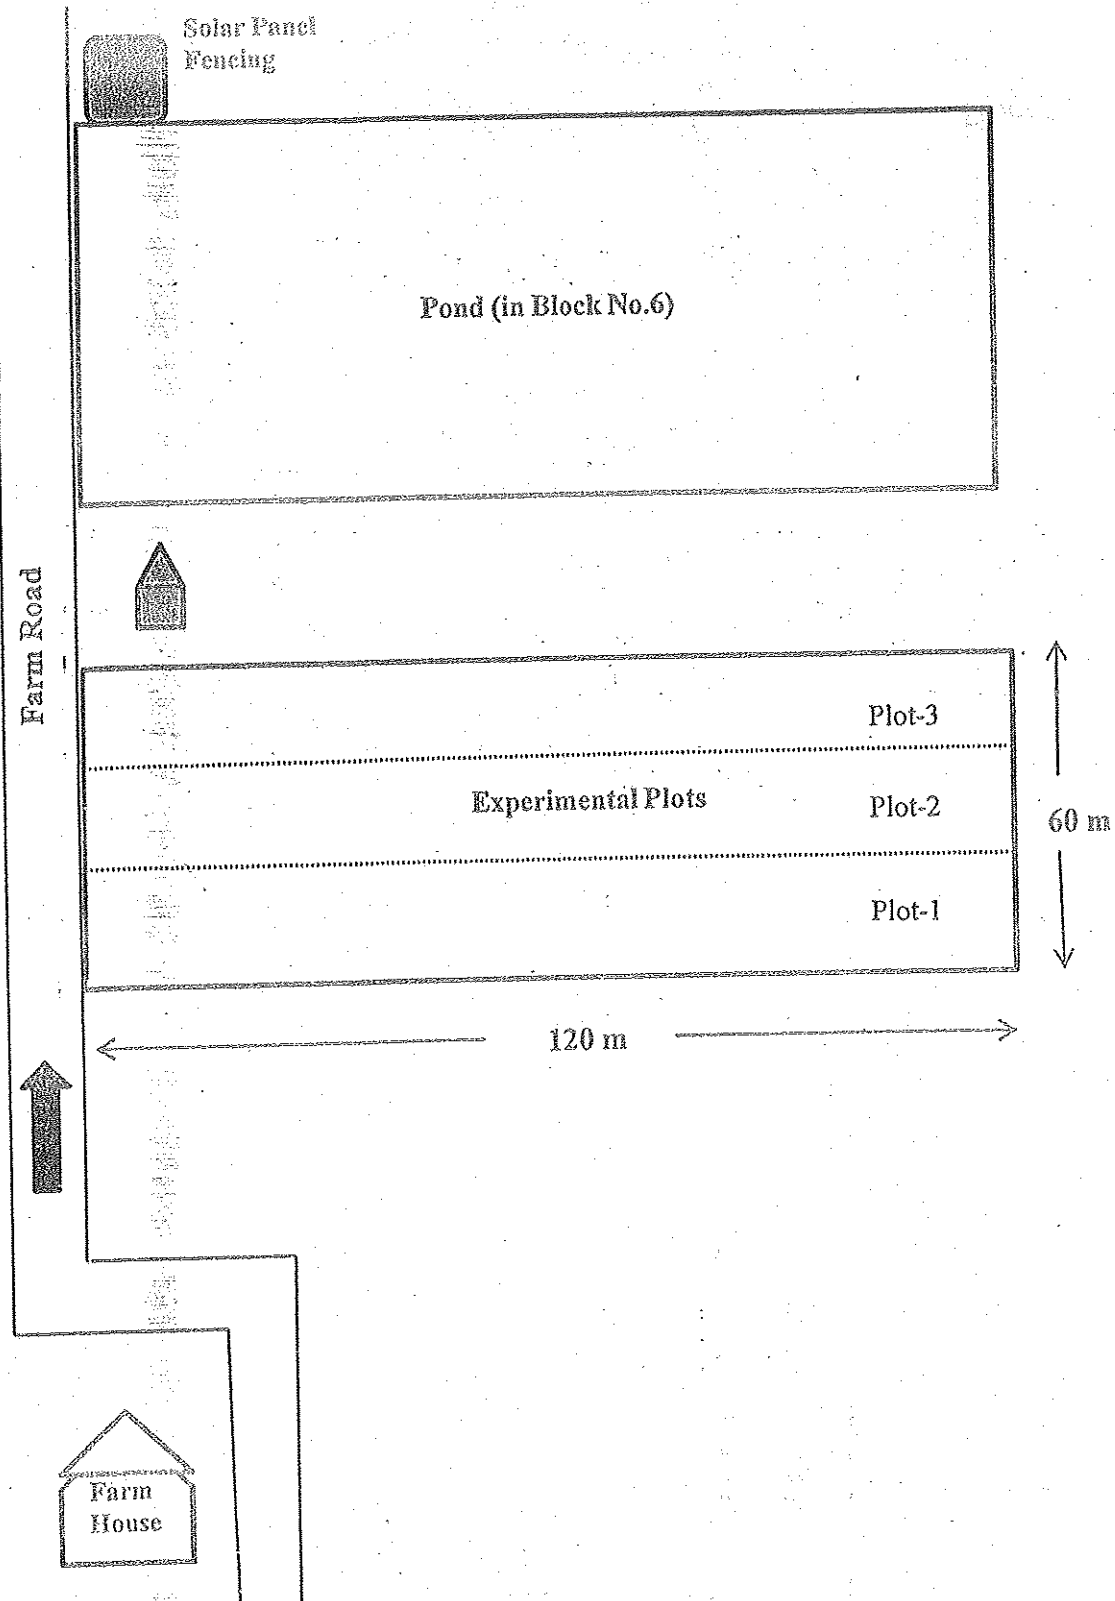 Solar Panel
Fencing
Pond (in Block No.6)
Farm Road
Plot-3
Experimental Plots
Plot-2
60 m
Plot-1
120 m
Farm
House